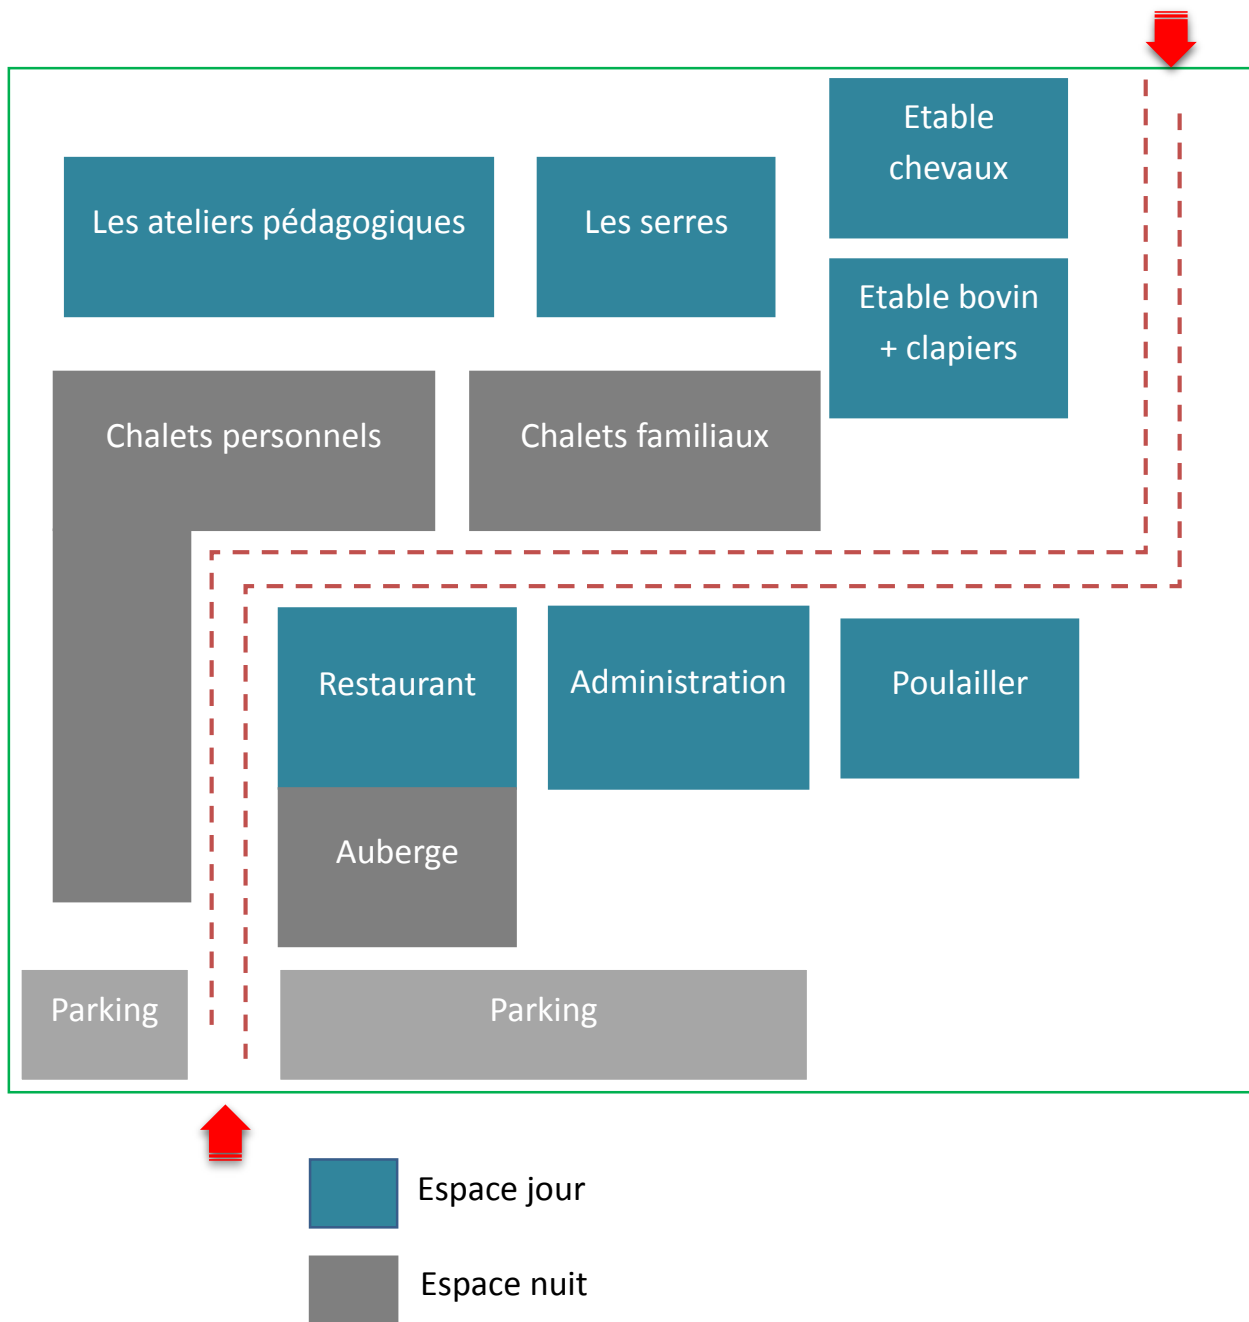 Etable
chevaux
Les ateliers pédagogiques
Les serres
Etable bovin
+ clapiers
Chalets personnels
Chalets familiaux
Restaurant
Administration
Poulailler
Auberge
Parking
Parking
Espace jour
Espace nuit